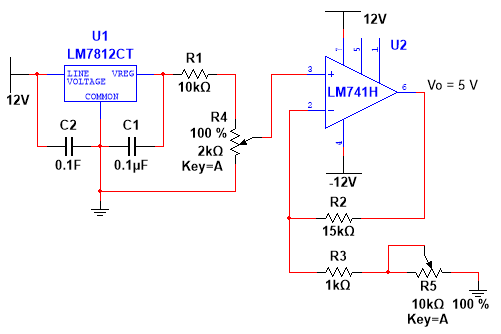 12V
U1
U2
LM7812CT
LINE VREG
VOLTAGE
COMMON
12V
R1
10kΩ
7
5
1
3
6
LM741H
Vo = 5 V
2
4
R4
100 %
2kΩ
Key=A
C2
0.1F
C1
0.1µF
-12V
R2
15kΩ
R3
1kΩ
R5
10kΩ 100 %
Key=A